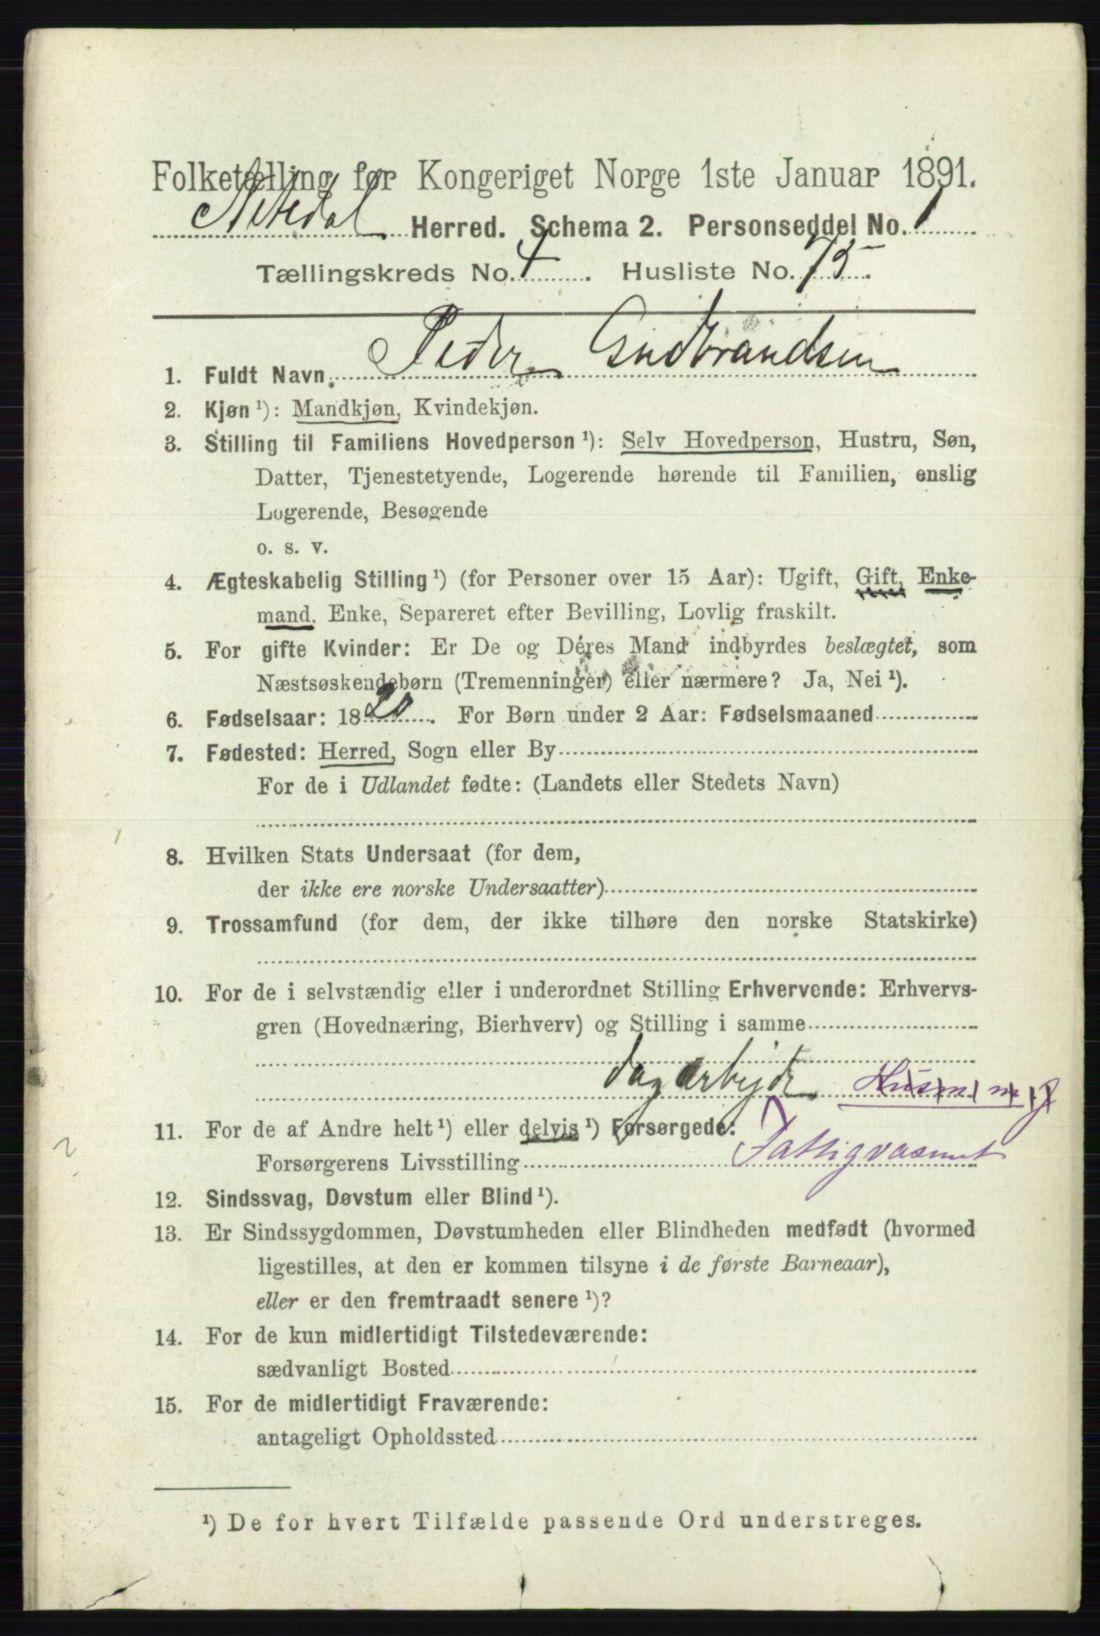 Folketælling for Kongeriget Norge 1ste Januar 1891.
Nitedal Herred. Schema 2. Personseddel No. 1
Tællingskreds No. 4. Husliste No. 75.
1. Fuldt Navn, Peder Gudbrandsen
2. Kjøn ¹): Mandkjøn, Kvindekjøn.
3. Stilling til Familiens Hovedperson ¹): Selv Hovedperson, Hustru, Søn,
Datter, Tjenestetyende, Logerende hørende til Familien, enslig
Logerende, Besøgende
o. s. v.
4. Ægteskabelig Stilling ¹) (for Personer over 15 Aar): Ugift, Gift, Enke-
mand, Enke, Separeret efter Bevilling, Lovlig fraskilt.
5. For gifte Kvinder: Er De og Deres Mand indbyrdes beslægtet, som
Næstsøskendebørn (Tremenninger) eller nærmere? Ja, Nei ¹).
6. Fødselsaar: 1820. For Børn under 2 Aar: Fødselsmaaned
7. Fødested: Herred, Sogn eller By
For de i Udlandet fødte: (Landets eller Stedets Navn)
8. Hvilken Stats Undersaat (for dem,
der ikke ere norske Undersaatter)
9. Trossamfund (for dem, der ikke tilhøre den norske Statskirke)
10. For de i selvstændig eller i underordnet Stilling Erhvervende: Erhvervs-
gren (Hovednæring, Bierhverv) og Stilling i samme
dagarbejde Husm m J
11. For de af Andre helt ¹) eller delvis ¹) Forsørgede:
Forsørgerens Livsstilling Fattigvæsenet
12. Sindssvag, Døvstum eller Blind ¹).
13. Er Sindssygdommen, Døvstumheden eller Blindheden medfødt (hvormed
ligestilles, at den er kommen tilsyne i de første Barneaar),
eller er den fremtraadt senere ¹)?
14. For de kun midlertidigt Tilstedeværende:
sædvanligt Bosted
15. For de midlertidigt Fraværende:
antageligt Opholdssted
¹) De for hvert Tilfælde passende Ord understreges.